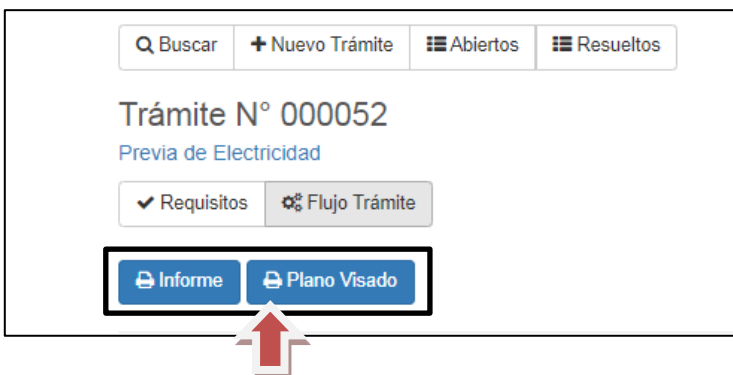 Buscar Nuevo Trámite Abiertos Resueltos
Trámite N° 000052
Previa de Electricidad
Requisitos Flujo Trámite
Informe Plano Visado